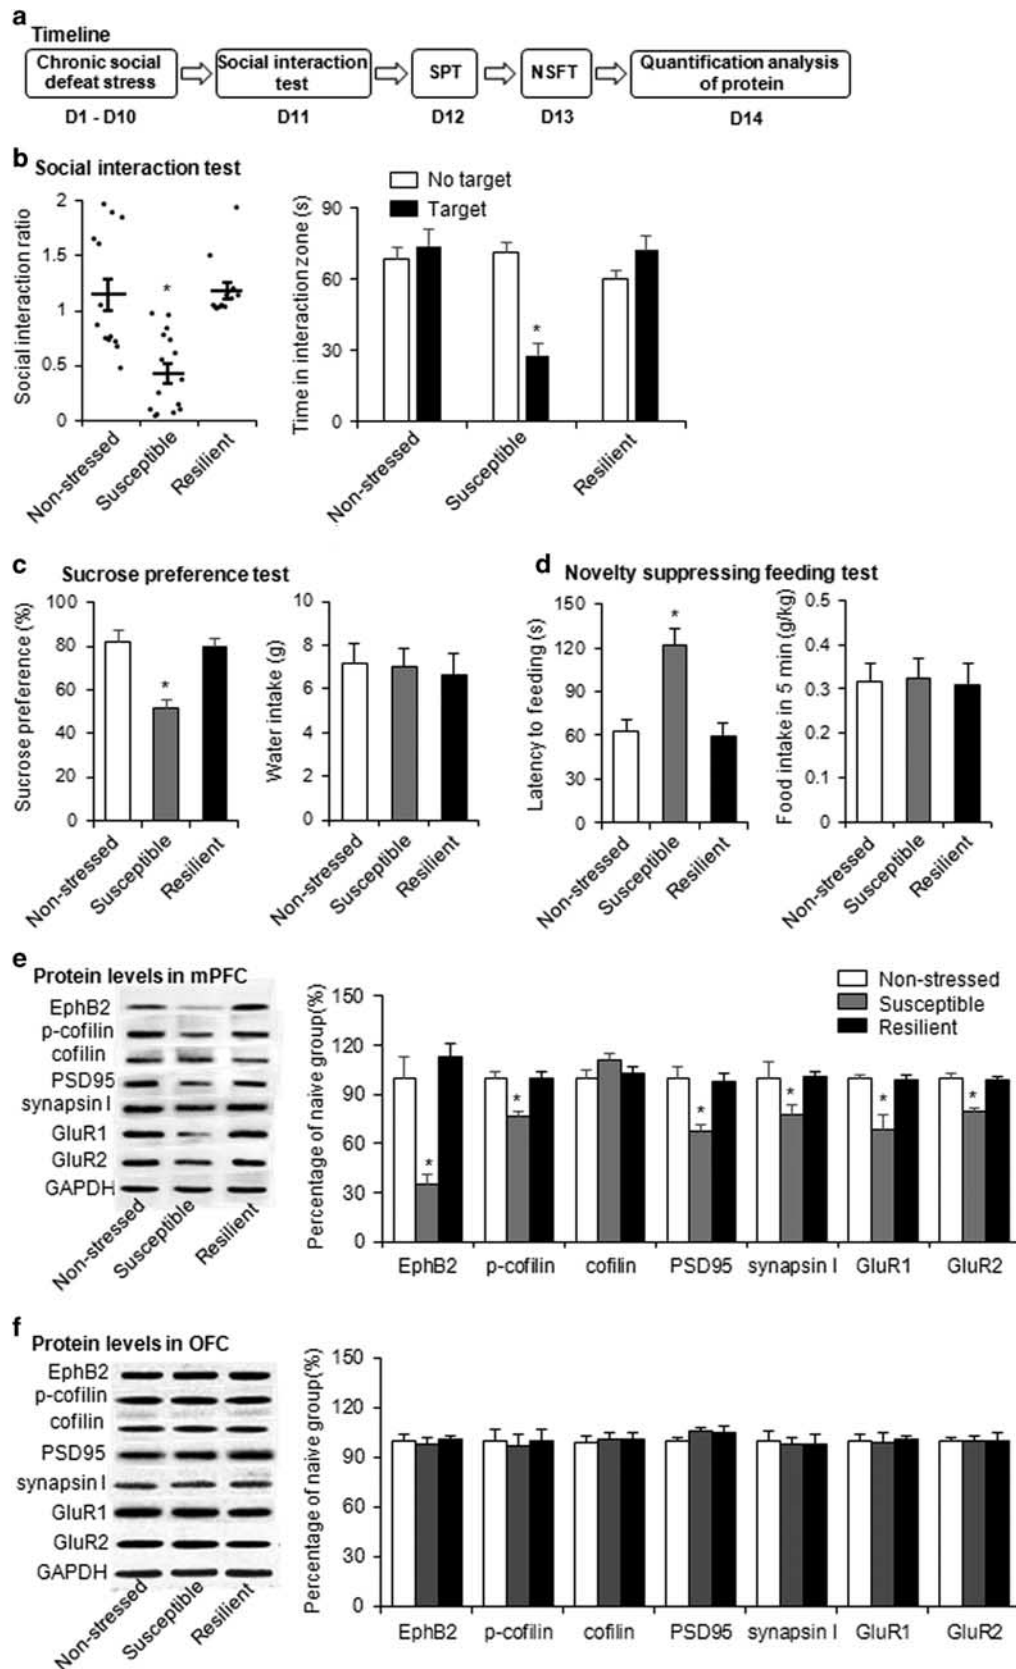 a
Timeline
Chronic social defeat stress
Social interaction test
SPT
NSFT
Quantification analysis of protein
D1 - D10
D11
D12
D13
D14
b
Social interaction test
Social interaction ratio
2
1.5
1
0.5
0
*
Non-stressed
Susceptible
Resilient
No target
Target
Time in interaction zone (s)
90
60
30
0
*
Non-stressed
Susceptible
Resilient
c
Sucrose preference test
Sucrose preference (%)
100
80
60
40
20
0
*
Non-stressed
Susceptible
Resilient
Water intake (g)
10
8
6
4
2
0
Non-stressed
Susceptible
Resilient
d
Novelty suppressing feeding test
Latency to feeding (s)
150
120
90
60
30
0
*
Non-stressed
Susceptible
Resilient
Food intake in 5 min (g/kg)
0.5
0.4
0.3
0.2
0.1
0
Non-stressed
Susceptible
Resilient
e
Protein levels in mPFC
EphB2
p-cofilin
cofilin
PSD95
synapsin I
GluR1
GluR2
GAPDH
Non-stressed
Susceptible
Resilient
Percentage of naive group(%)
150
120
90
60
30
0
Non-stressed
Susceptible
Resilient
* * * * * *
EphB2 p-cofilin cofilin PSD95 synapsin I GluR1 GluR2
f
Protein levels in OFC
EphB2
p-cofilin
cofilin
PSD95
synapsin I
GluR1
GluR2
GAPDH
Non-stressed
Susceptible
Resilient
Percentage of naive group(%)
150
120
90
60
30
0
EphB2 p-cofilin cofilin PSD95 synapsin I GluR1 GluR2